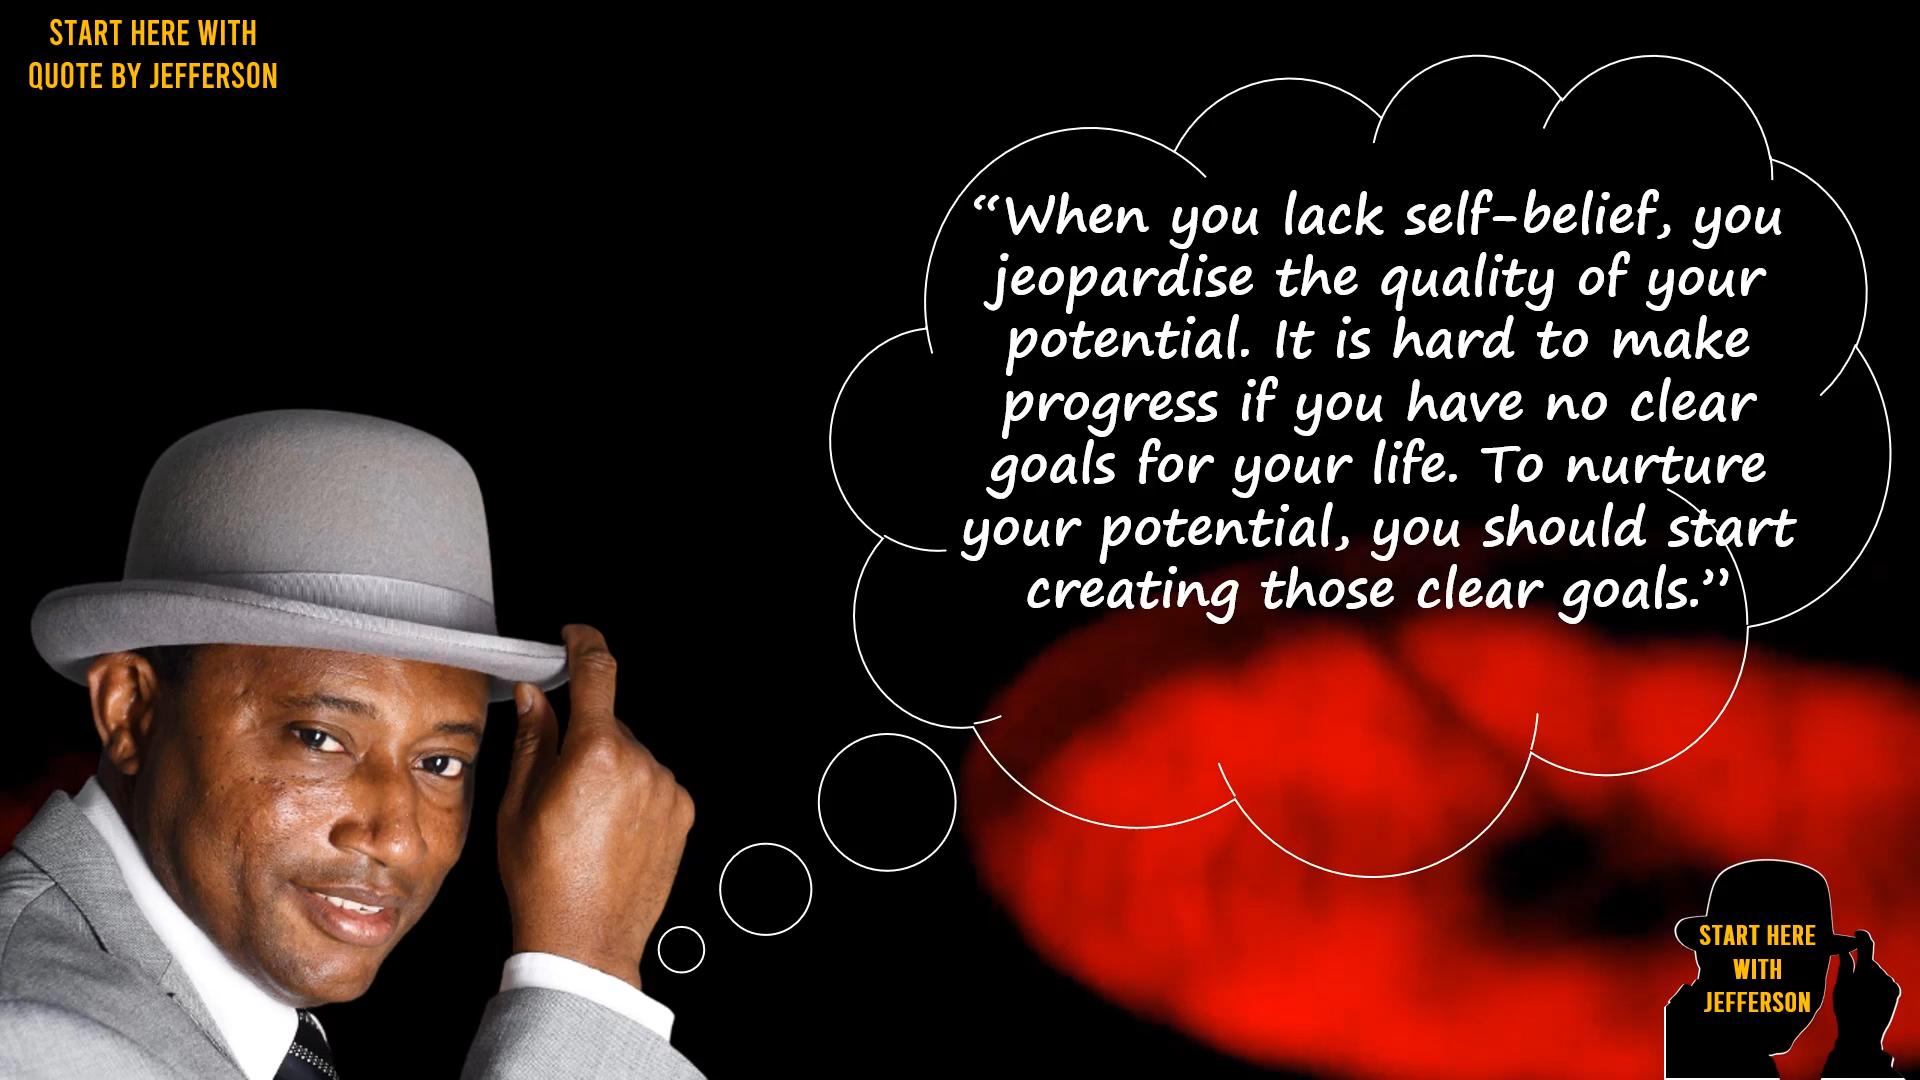 START HERE WITH
QUOTE BY JEFFERSON
“When you lack self-belief, you
jeopardise the quality of your
potential. It is hard to make
progress if you have no clear
goals for your life. To nurture
your potential, you should start
creating those clear goals.”
START HERE
WITH
JEFFERSON